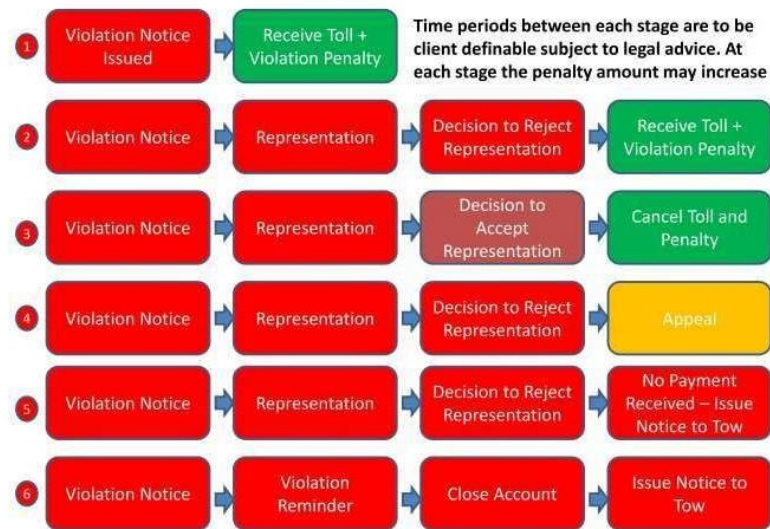 1
Violation Notice
Issued
Receive Toll +
Violation Penalty
Time periods between each stage are to be
client definable subject to legal advice. At
each stage the penalty amount may increase
2
Violation Notice
Representation
Decision to Reject
Representation
Receive Toll +
Violation Penalty
3
Violation Notice
Representation
Decision to
Accept
Representation
Cancel Toll and
Penalty
4
Violation Notice
Representation
Decision to Reject
Representation
Appeal
5
Violation Notice
Representation
Decision to Reject
Representation
No Payment
Received – Issue
Notice to Tow
6
Violation Notice
Violation
Reminder
Close Account
Issue Notice to
Tow